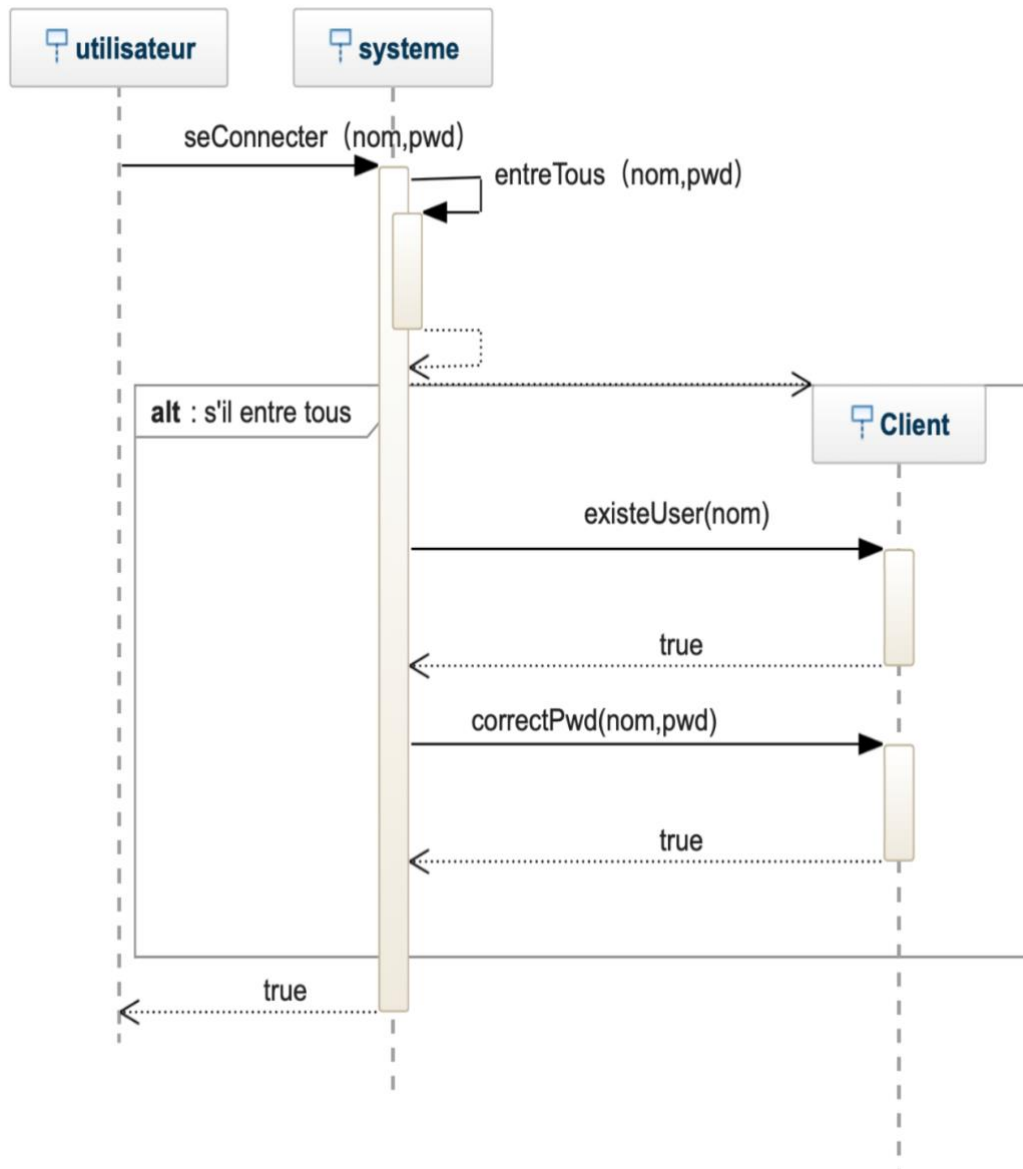 utilisateur
systeme
seConnecter (nom,pwd)
entreTous (nom,pwd)
alt : s'il entre tous
Client
existeUser(nom)
true
correctPwd(nom,pwd)
true
true